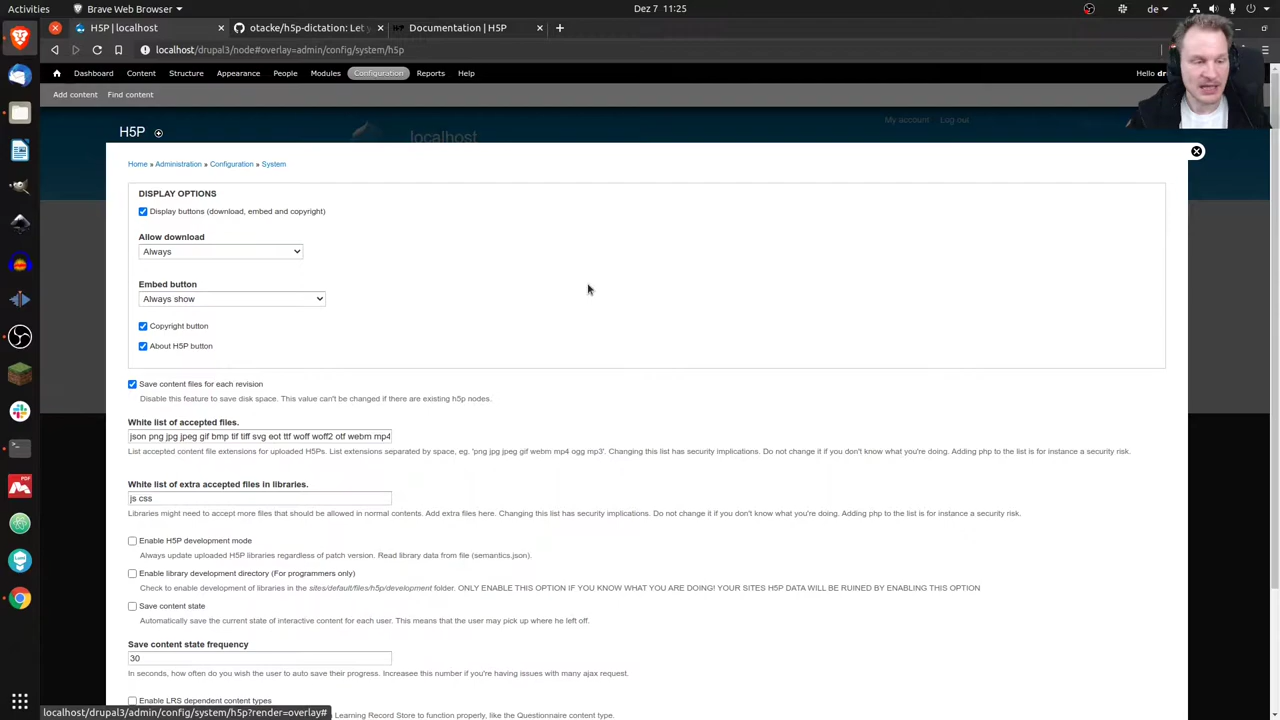 Activities
Brave Web Browser
Dez 7 11:25
H5P | localhost
otacke/h5p-dictation: Let
Documentation | H5P
localhost/drupal3/node#overlay=admin/config/system/h5p
Dashboard Content Structure Appearance People Modules Configuration Reports Help
Hello
Add content Find content
My account Log out
H5P
localhost
Home » Administration » Configuration » System
DISPLAY OPTIONS
Display buttons (download, embed and copyright)
Allow download
Always
Embed button
Always show
Copyright button
About H5P button
Save content files for each revision
Disable this feature to save disk space. This value can't be changed if there are existing h5p nodes.
White list of accepted files.
json png jpg jpeg gif bmp tif tiff svg eot ttf woff woff2 otf webm mp4
List accepted content file extensions for uploaded H5Ps. List extensions separated by space, eg. 'png jpg jpeg gif webm mp4 ogg mp3'. Changing this list has security implications. Do not change it if you don't know what you're doing. Adding php to the list is for instance a security risk.
White list of extra accepted files in libraries.
js css
Libraries might need to accept more files that should be allowed in normal contents. Add extra files here. Changing this list has security implications. Do not change it if you don't know what you're doing. Adding php to the list is for instance a security risk.
Enable H5P development mode
Always update uploaded H5P libraries regardless of patch version. Read library data from file (semantics.json).
Enable library development directory (For programmers only)
Check to enable development of libraries in the sites/default/files/h5p/development folder. ONLY ENABLE THIS OPTION IF YOU KNOW WHAT YOU ARE DOING! YOUR SITES H5P DATA WILL BE RUINED BY ENABLING THIS OPTION
Save content state
Automatically save the current state of interactive content for each user. This means that the user may pick up where he left off.
Save content state frequency
30
In seconds, how often do you wish the user to auto save their progress. Increasee this number if you're having issues with many ajax request.
Enable LRS dependent content types
localhost/drupal3/admin/config/system/h5p?render=overlay#
Learning Record Store to function properly, like the Questionnaire content type.